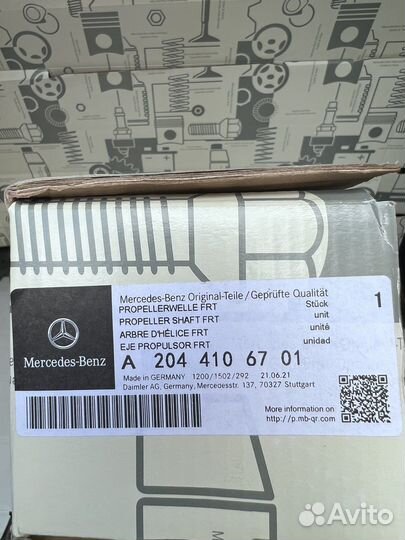 Mercedes-Benz Original-Teile/Geprüfte Qualität
PROPELLERWELLE FRT Stück 1
PROPELLER SHAFT FRT unit
ARBRE D'HÉLICE FRT unité
EJE PROPULSOR FRT unidad
Mercedes-Benz
A 204 410 67 01
Made in GERMANY 1200/1502/292 21.06.21
Daimler AG, Germany, Mercedesstr. 137, 70327 Stuttgart
More information on
http://p.mb-qr.com/
Avito